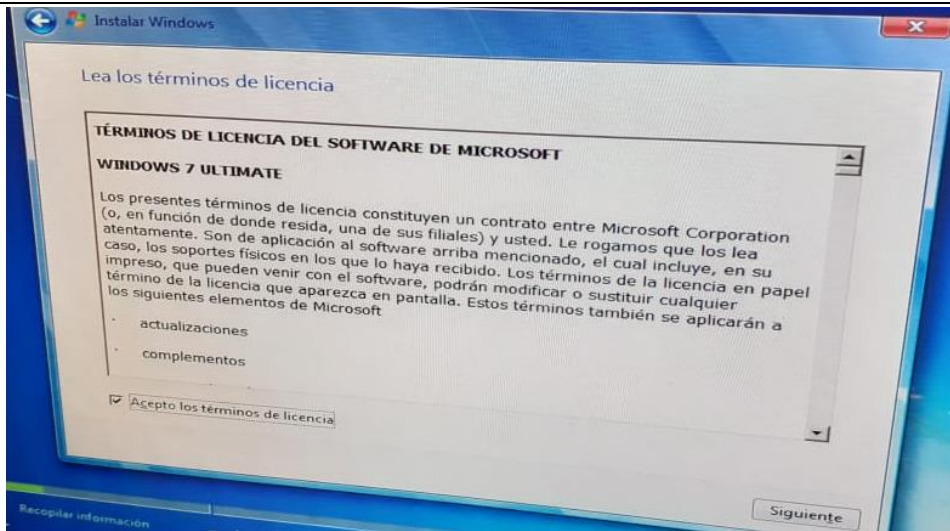 Instalar Windows
Lea los términos de licencia
TÉRMINOS DE LICENCIA DEL SOFTWARE DE MICROSOFT
WINDOWS 7 ULTIMATE
Los presentes términos de licencia constituyen un contrato entre Microsoft Corporation
(o, en función de donde resida, una de sus filiales) y usted. Le rogamos que los lea
atentamente. Son de aplicación al software arriba mencionado, el cual incluye, en su
caso, los soportes físicos en los que lo haya recibido. Los términos de la licencia en papel
impreso, que pueden venir con el software, podrán modificar o sustituir cualquier
término de la licencia que aparezca en pantalla. Estos términos también se aplicarán a
los siguientes elementos de Microsoft
· actualizaciones
· complementos
Acepto los términos de licencia
Siguiente
Recopilar información